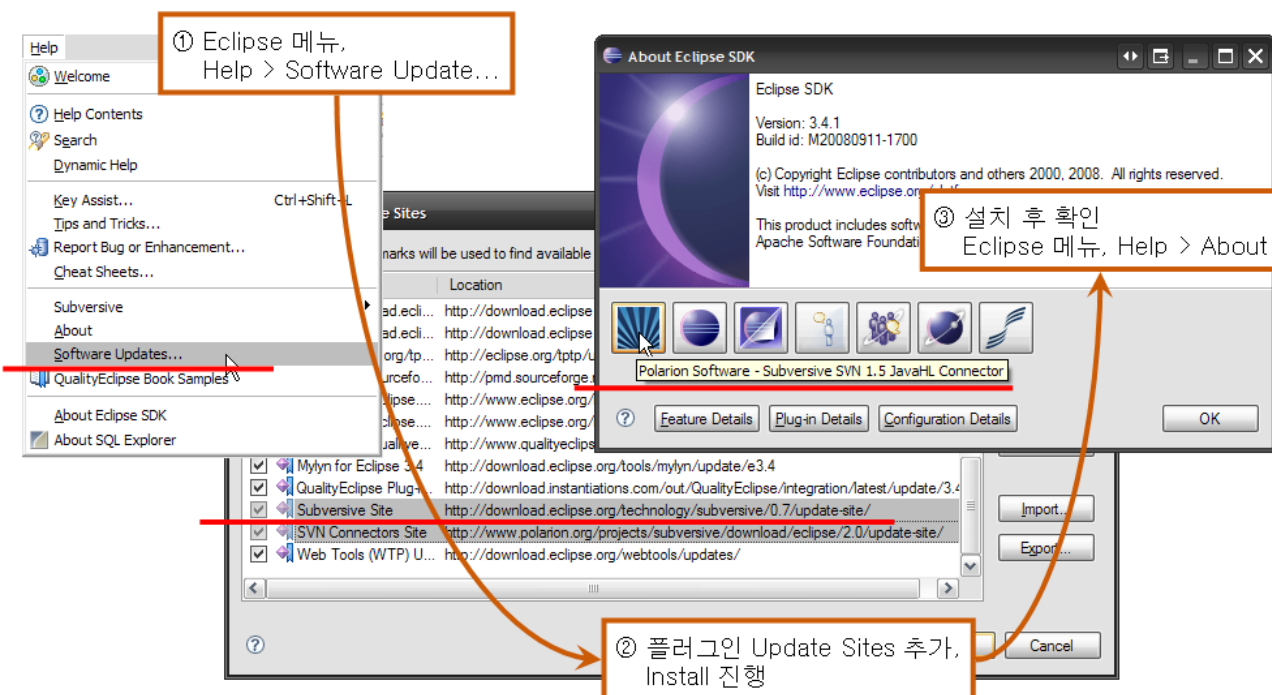 ① Eclipse 메뉴,
Help > Software Update...
Help
Welcome
Help Contents
Search
Dynamic Help
Key Assist... Ctrl+Shift+L
Tips and Tricks...
Report Bug or Enhancement...
Cheat Sheets...
Subversive
About
Software Updates...
QualityEclipse Book Samples
About Eclipse SDK
About SQL Explorer
About Eclipse SDK
Eclipse SDK
Version: 3.4.1
Build id: M20080911-1700
(c) Copyright Eclipse contributors and others 2000, 2008. All rights reserved.
Visit http://www.eclipse.org/
This product includes
Apache Software
③ 설치 후 확인
Eclipse 메뉴, Help > About
Polarion Software - Subversive SVN 1.5 JavaHL Connector
Feature Details Plug-in Details Configuration Details OK
Sites
will be used to find available
Location
http://download.eclipse
http://download.eclipse
org/tp... http://eclipse.org/tptp/u
http://pmd.sourceforge.
http://www.eclipse.org/
http://www.eclipse.org/
http://www.qualityeclips
Mylyn for Eclipse 3.4 http://download.eclipse.org/tools/mylyn/update/e3.4
QualityEclipse Plug-i... http://download.instantiations.com/out/QualityEclipse/integration/latest/update/3.4
Subversive Site http://download.eclipse.org/technology/subversive/0.7/update-site/
SVN Connectors Site http://www.polarion.org/projects/subversive/download/eclipse/2.0/update-site/
Web Tools (WTP) U... http://download.eclipse.org/webtools/updates/
Import...
Export...
② 플러그인 Update Sites 추가,
Install 진행
Cancel